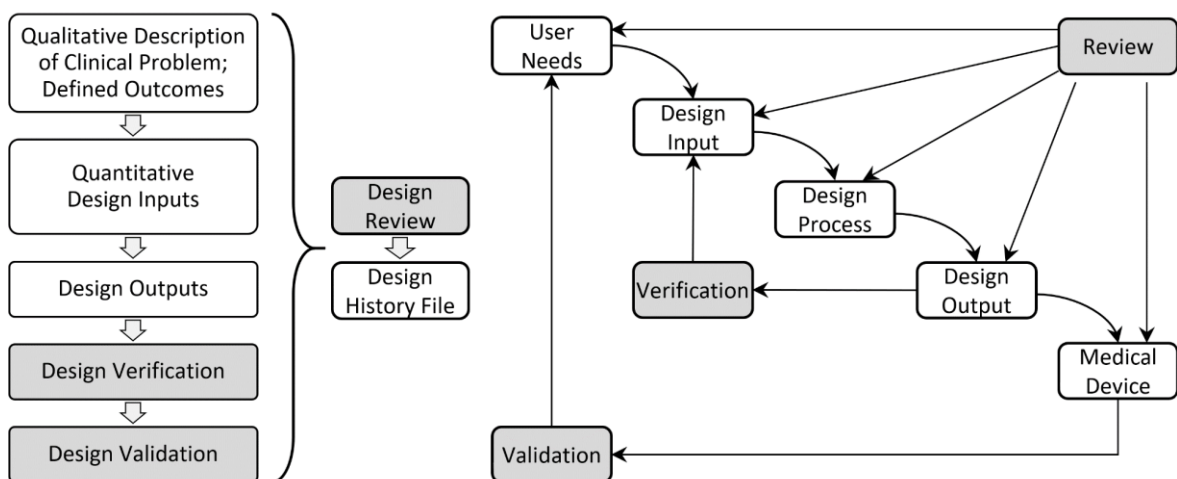 Qualitative Description
of Clinical Problem;
Defined Outcomes
Quantitative
Design Inputs
Design Outputs
Design Verification
Design Validation
Design
Review
Design
History File
User
Needs
Review
Design
Input
Design
Process
Verification
Design
Output
Medical
Device
Validation